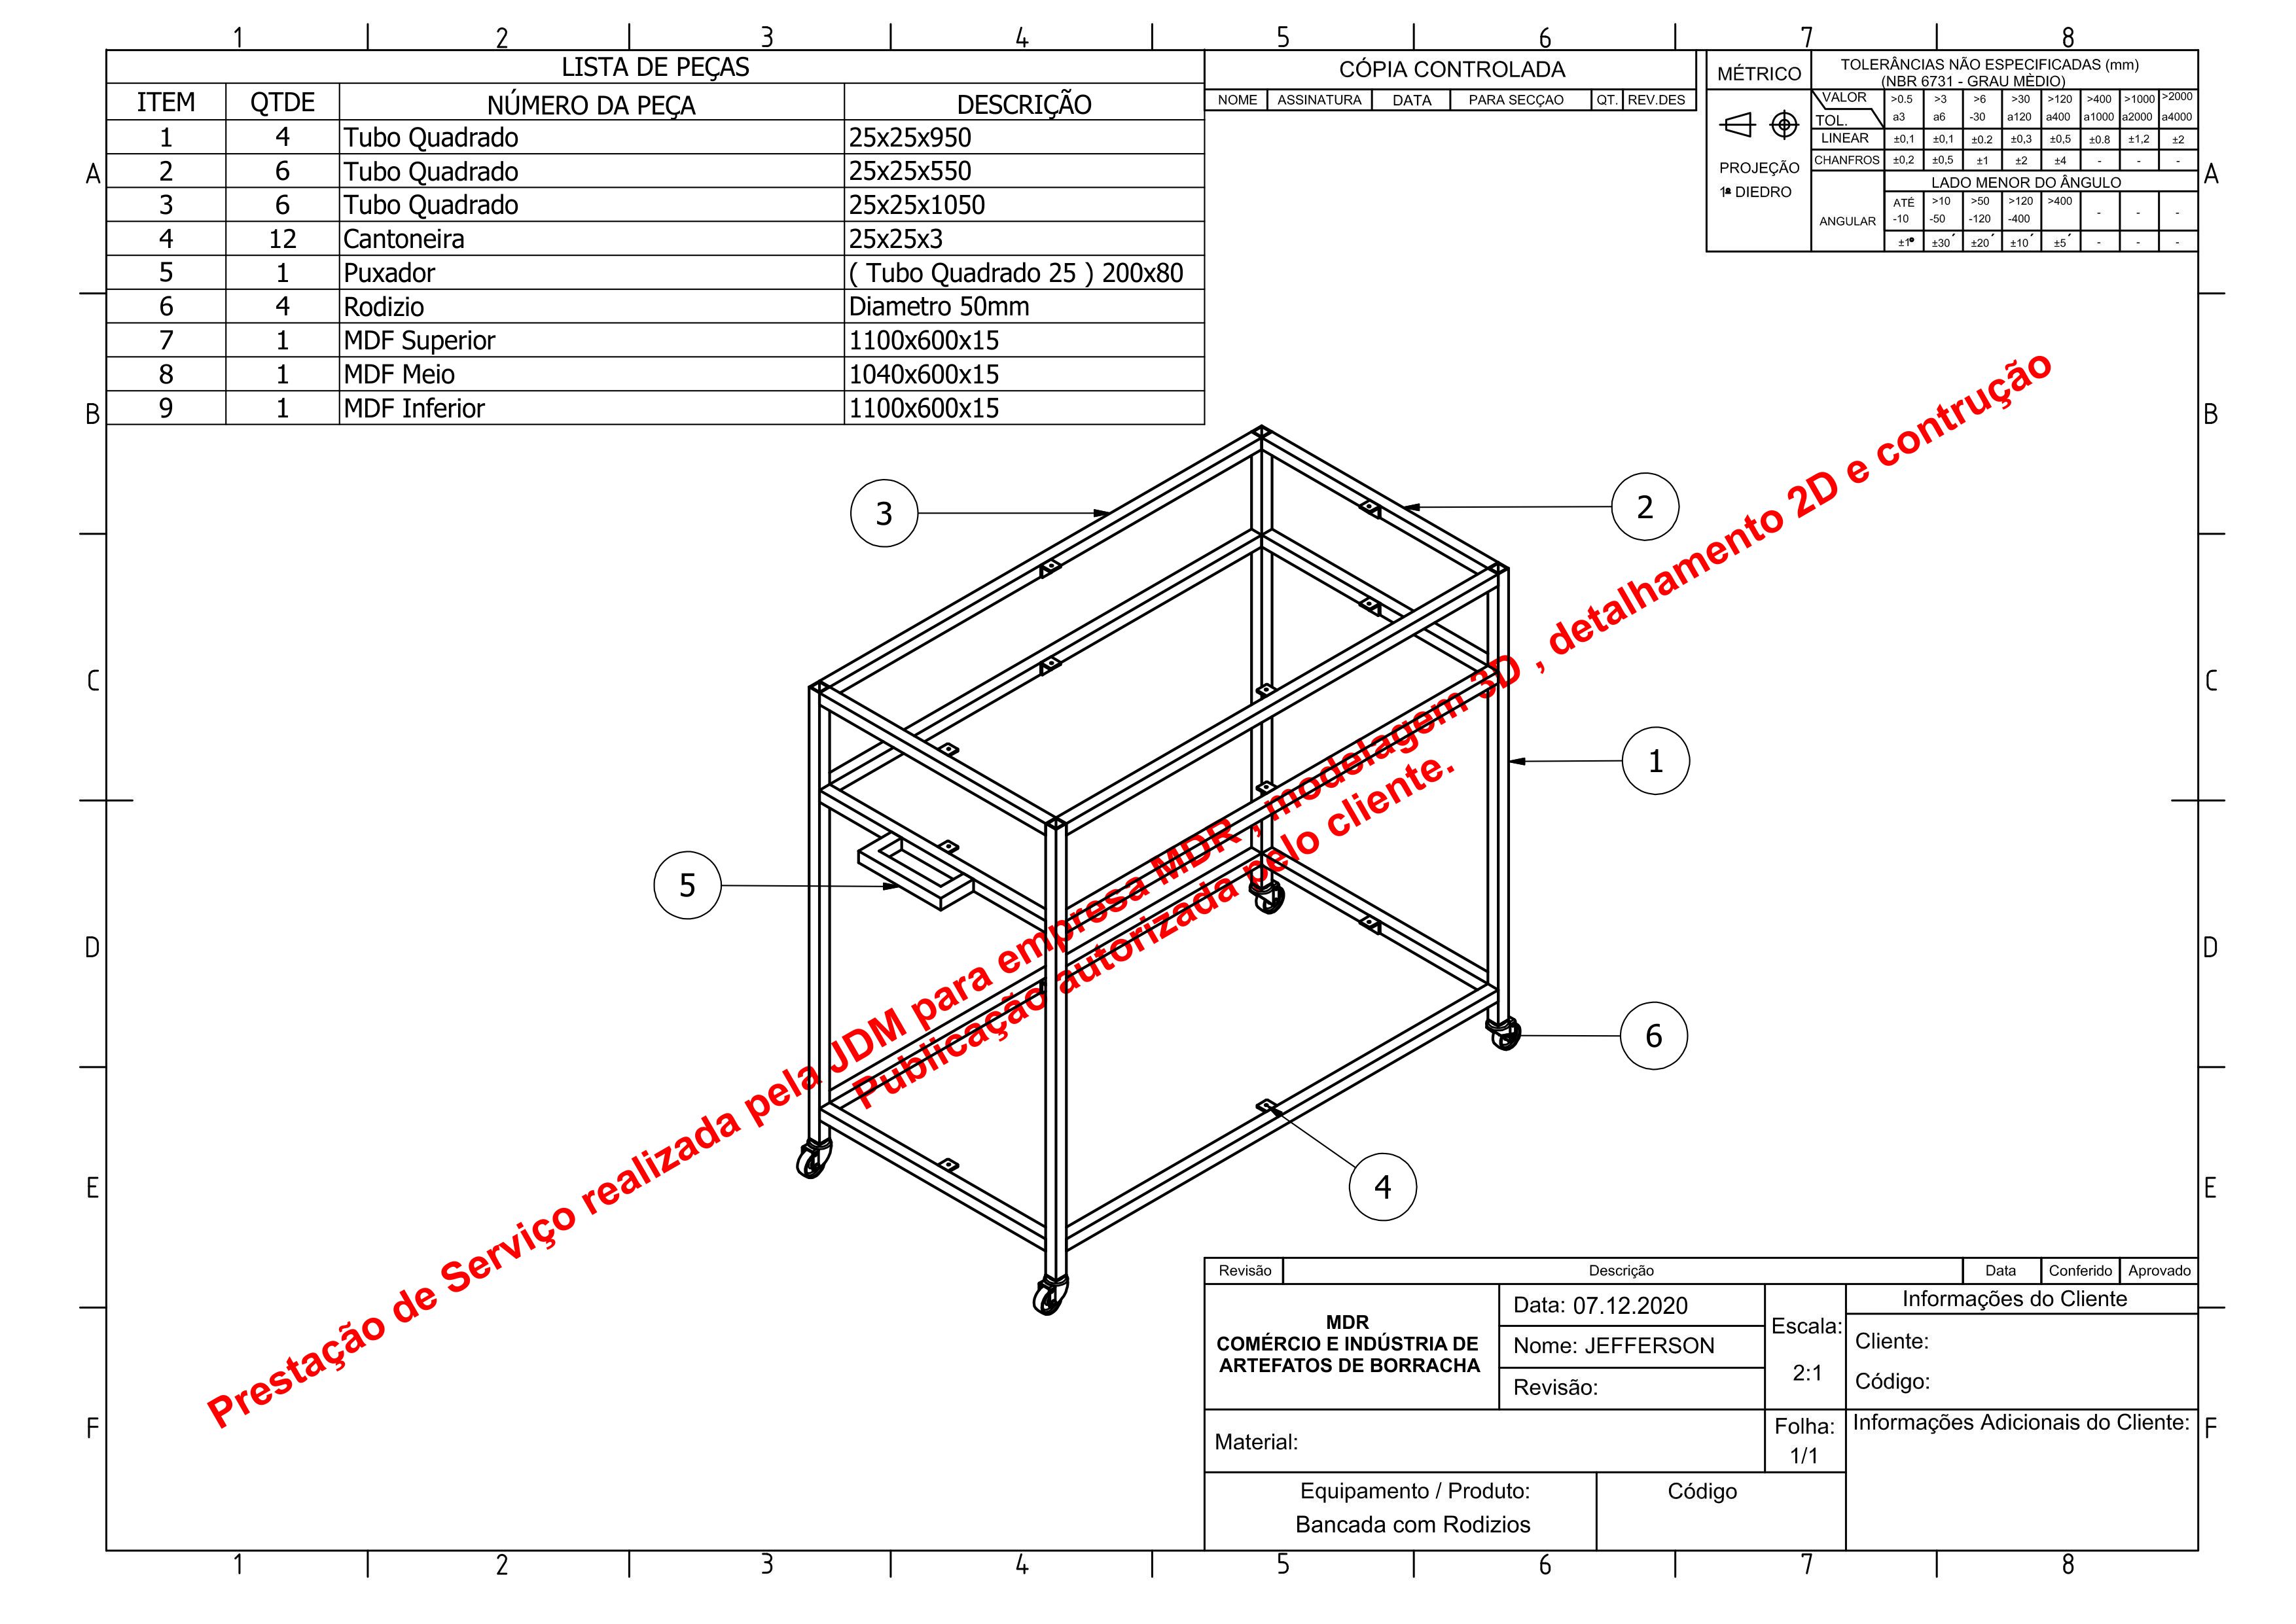 1 2 3 4 5 6 7 8
LISTA DE PEÇAS
ITEM QTDE NÚMERO DA PEÇA DESCRIÇÃO
1 4 Tubo Quadrado 25x25x950
2 6 Tubo Quadrado 25x25x550
3 6 Tubo Quadrado 25x25x1050
4 12 Cantoneira 25x25x3
5 1 Puxador ( Tubo Quadrado 25 ) 200x80
6 4 Rodizio Diametro 50mm
7 1 MDF Superior 1100x600x15
8 1 MDF Meio 1040x600x15
9 1 MDF Inferior 1100x600x15
CÓPIA CONTROLADA
NOME ASSINATURA DATA PARA SECÇAO QT. REV.DES
MÉTRICO
PROJEÇÃO
1ª DIEDRO
TOLERÂNCIAS NÃO ESPECIFICADAS (mm)
(NBR 6731 - GRAU MÈDIO)
VALOR >0.5 >3 >6 >30 >120 >400 >1000 >2000
TOL. a3 a6 -30 a120 a400 a1000 a2000 a4000
LINEAR ±0,1 ±0,1 ±0.2 ±0,3 ±0,5 ±0.8 ±1,2 ±2
CHANFROS ±0,2 ±0,5 ±1 ±2 ±4 - - -
LADO MENOR DO ÂNGULO
ANGULAR
ATÉ >10 >50 >120 >400 - - -
-10 -50 -120 -400
±1º ±30´ ±20´ ±10´ ±5´ - - -
A A
B B
C C
D D
E E
F F
3
2
1
5
6
4
Prestação de Serviço realizada pela JDM para empresa MDR , modelagem 3D , detalhamento 2D e contrução
Publicação autorizada pelo cliente.
Revisão Descrição Data Conferido Aprovado
MDR
COMÉRCIO E INDÚSTRIA DE
ARTEFATOS DE BORRACHA
Data: 07.12.2020
Nome: JEFFERSON
Revisão:
Escala:
2:1
Informações do Cliente
Cliente:
Código:
Material:
Folha:
1/1
Informações Adicionais do Cliente:
Equipamento / Produto:
Bancada com Rodizios
Código
1 2 3 4 5 6 7 8